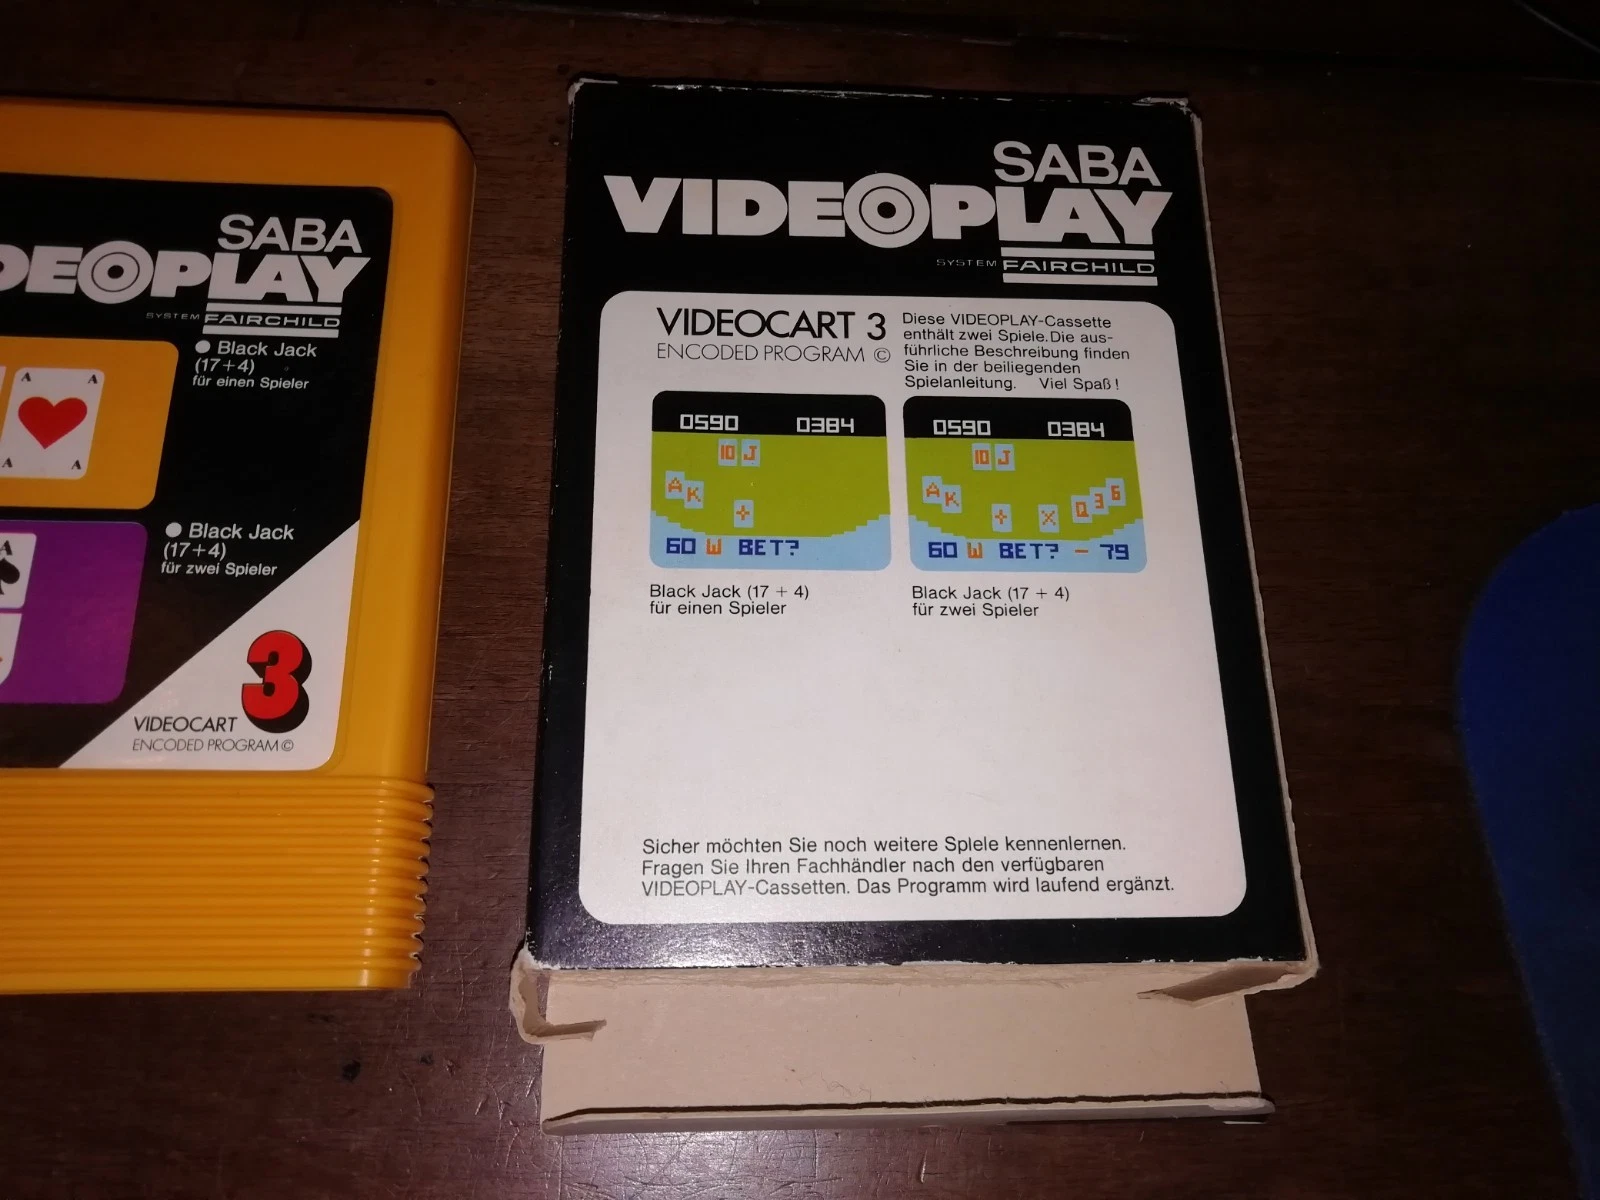 SABA
DEOPLAY
SYSTEM FAIRCHILD
A A
A A
● Black Jack
(17+4)
für einen Spieler
A
● Black Jack
(17+4)
für zwei Spieler
3
VIDEOCART
ENCODED PROGRAM ©
SABA
VIDEOPLAY
SYSTEM FAIRCHILD
VIDEOCART 3
ENCODED PROGRAM ©
Diese VIDEOPLAY-Cassette
enthält zwei Spiele. Die aus-
führliche Beschreibung finden
Sie in der beiliegenden
Spielanleitung. Viel Spaß!
0590 0384
10 J
A K
+
60 W BET?
0590 0384
10 J
A K + X Q 3 6
60 W BET? - 79
Black Jack (17 + 4)
für einen Spieler
Black Jack (17 + 4)
für zwei Spieler
Sicher möchten Sie noch weitere Spiele kennenlernen.
Fragen Sie Ihren Fachhändler nach den verfügbaren
VIDEOPLAY-Cassetten. Das Programm wird laufend ergänzt.